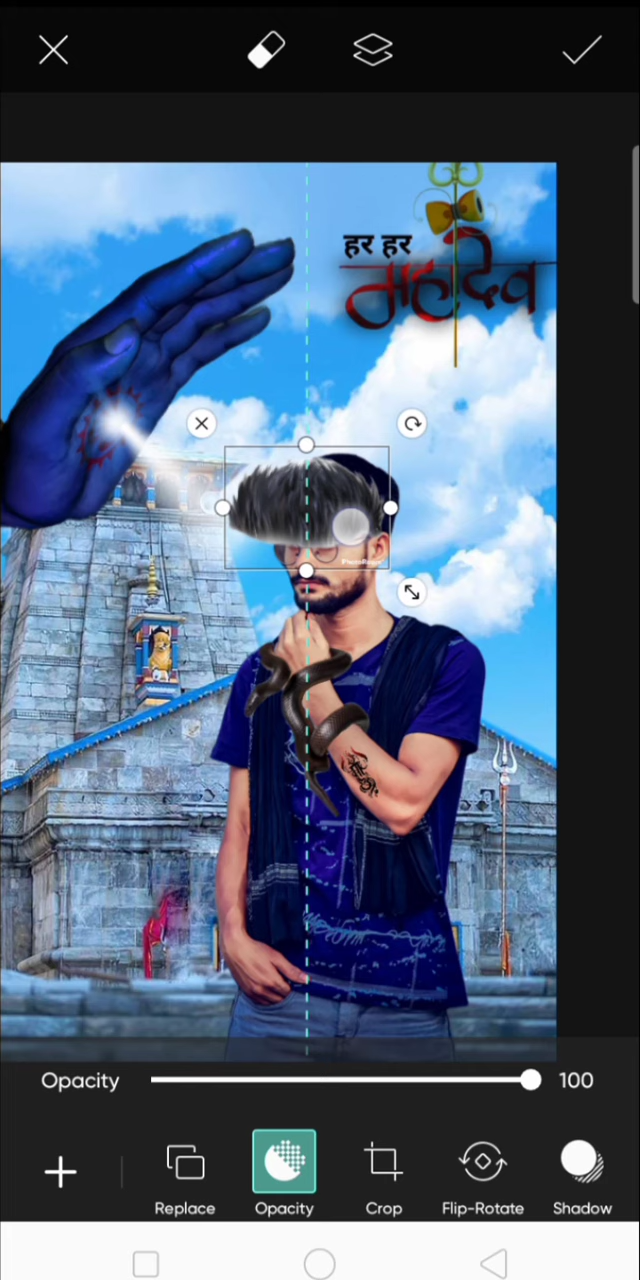 हर हर
महादेव
Opacity
100
Replace
Opacity
Crop
Flip-Rotate
Shadow